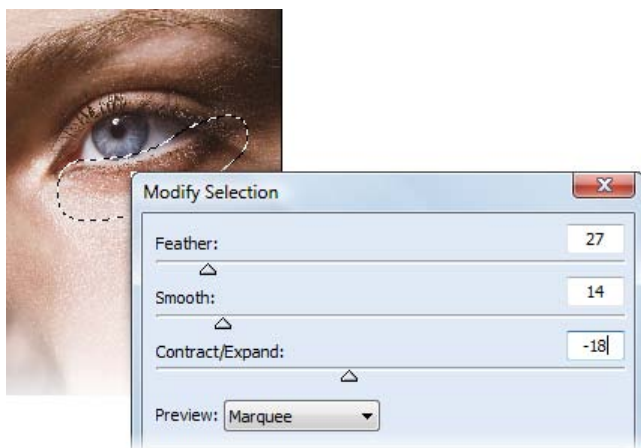 Modify Selection
Feather: 27
Smooth: 14
Contract/Expand: -18
Preview: Marquee